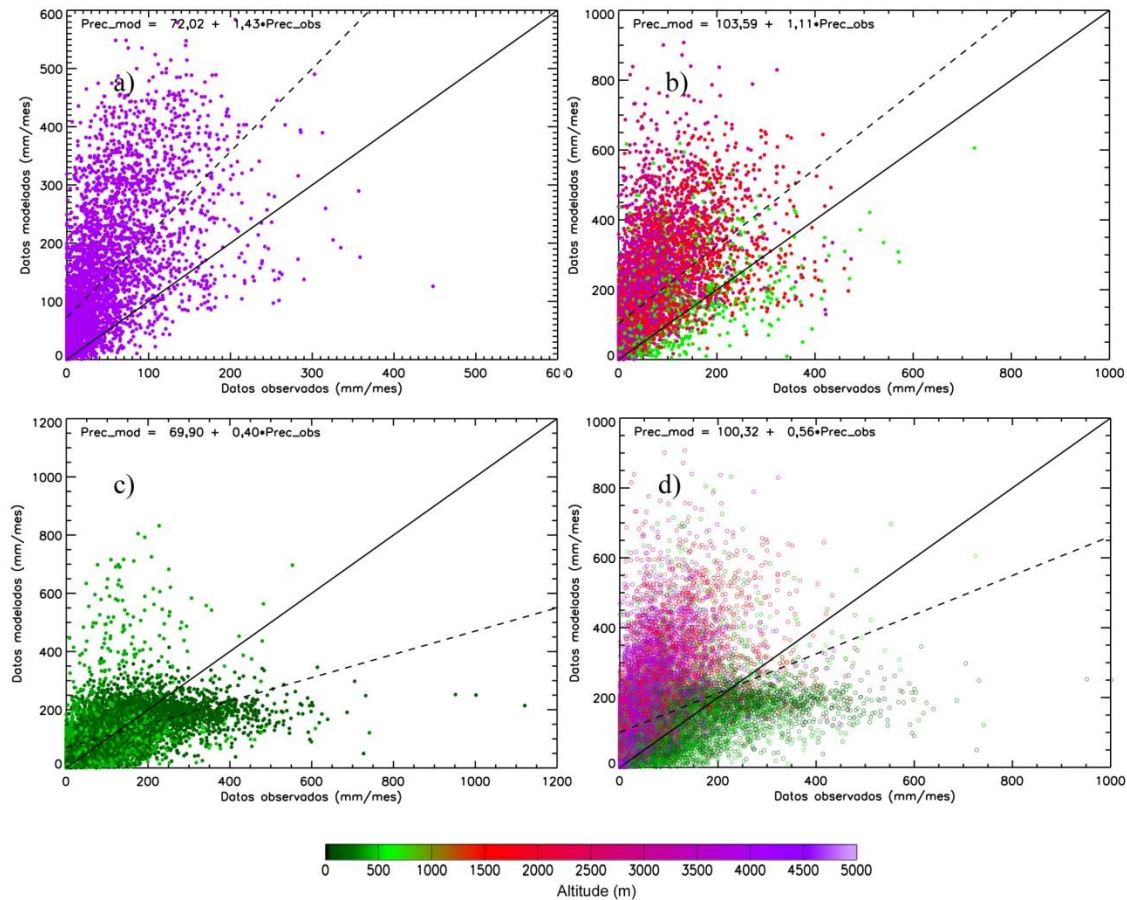 Prec_mod = 72,02 + 1,43*Prec_obs
a)
Datos modelados (mm/mes)
600
500
400
300
200
100
0
0 100 200 300 400 500 600
Datos observados (mm/mes)
Prec_mod = 103,59 + 1,11*Prec_obs
b)
Datos modelados (mm/mes)
1000
800
600
400
200
0
0 200 400 600 800 1000
Datos observados (mm/mes)
Prec_mod = 69,90 + 0,40*Prec_obs
c)
Datos modelados (mm/mes)
1200
1000
800
600
400
200
0
0 200 400 600 800 1000 1200
Datos observados (mm/mes)
Prec_mod = 100,32 + 0,56*Prec_obs
d)
Datos modelados (mm/mes)
1000
800
600
400
200
0
0 200 400 600 800 1000
Datos observados (mm/mes)
0 500 1000 1500 2000 2500 3000 3500 4000 4500 5000
Altitude (m)